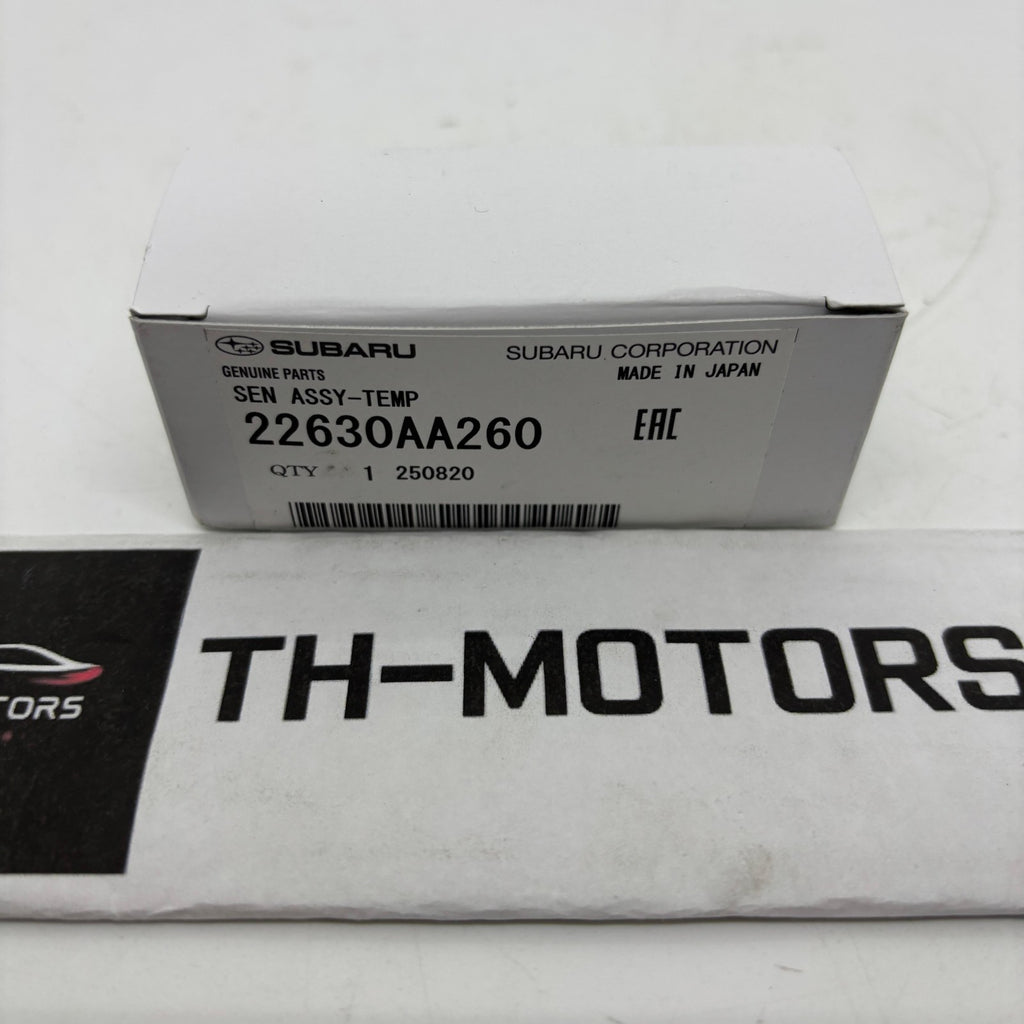 SUBARU
SUBARU CORPORATION
GENUINE PARTS
MADE IN JAPAN
SEN ASSY-TEMP
22630AA260
EAC
QTY 1 250820
TORS
TH-MOTORS